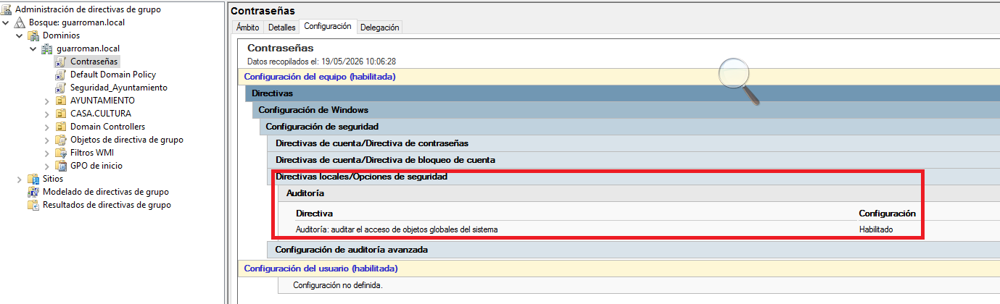 Administración de directivas de grupo
Bosque: guarroman.local
Dominios
guarroman.local
Contraseñas
Default Domain Policy
Seguridad_Ayuntamiento
AYUNTAMIENTO
CASA.CULTURA
Domain Controllers
Objetos de directiva de grupo
Filtros WMI
GPO de inicio
Sitios
Modelado de directivas de grupo
Resultados de directivas de grupo
Contraseñas
Ámbito Detalles Configuración Delegación
Contraseñas
Datos recopilados el: 19/05/2026 10:06:28
Configuración del equipo (habilitada)
Directivas
Configuración de Windows
Configuración de seguridad
Directivas de cuenta/Directiva de contraseñas
Directivas de cuenta/Directiva de bloqueo de cuenta
Directivas locales/Opciones de seguridad
Auditoría
Directiva Configuración
Auditoría: auditar el acceso de objetos globales del sistema Habilitado
Configuración de auditoría avanzada
Configuración del usuario (habilitada)
Configuración no definida.